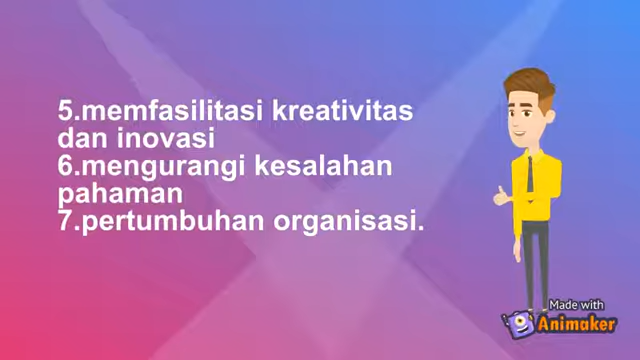 5.memfasilitasi kreativitas
dan inovasi
6.mengurangi kesalahan
pahaman
7.pertumbuhan organisasi.
Made with
Animaker